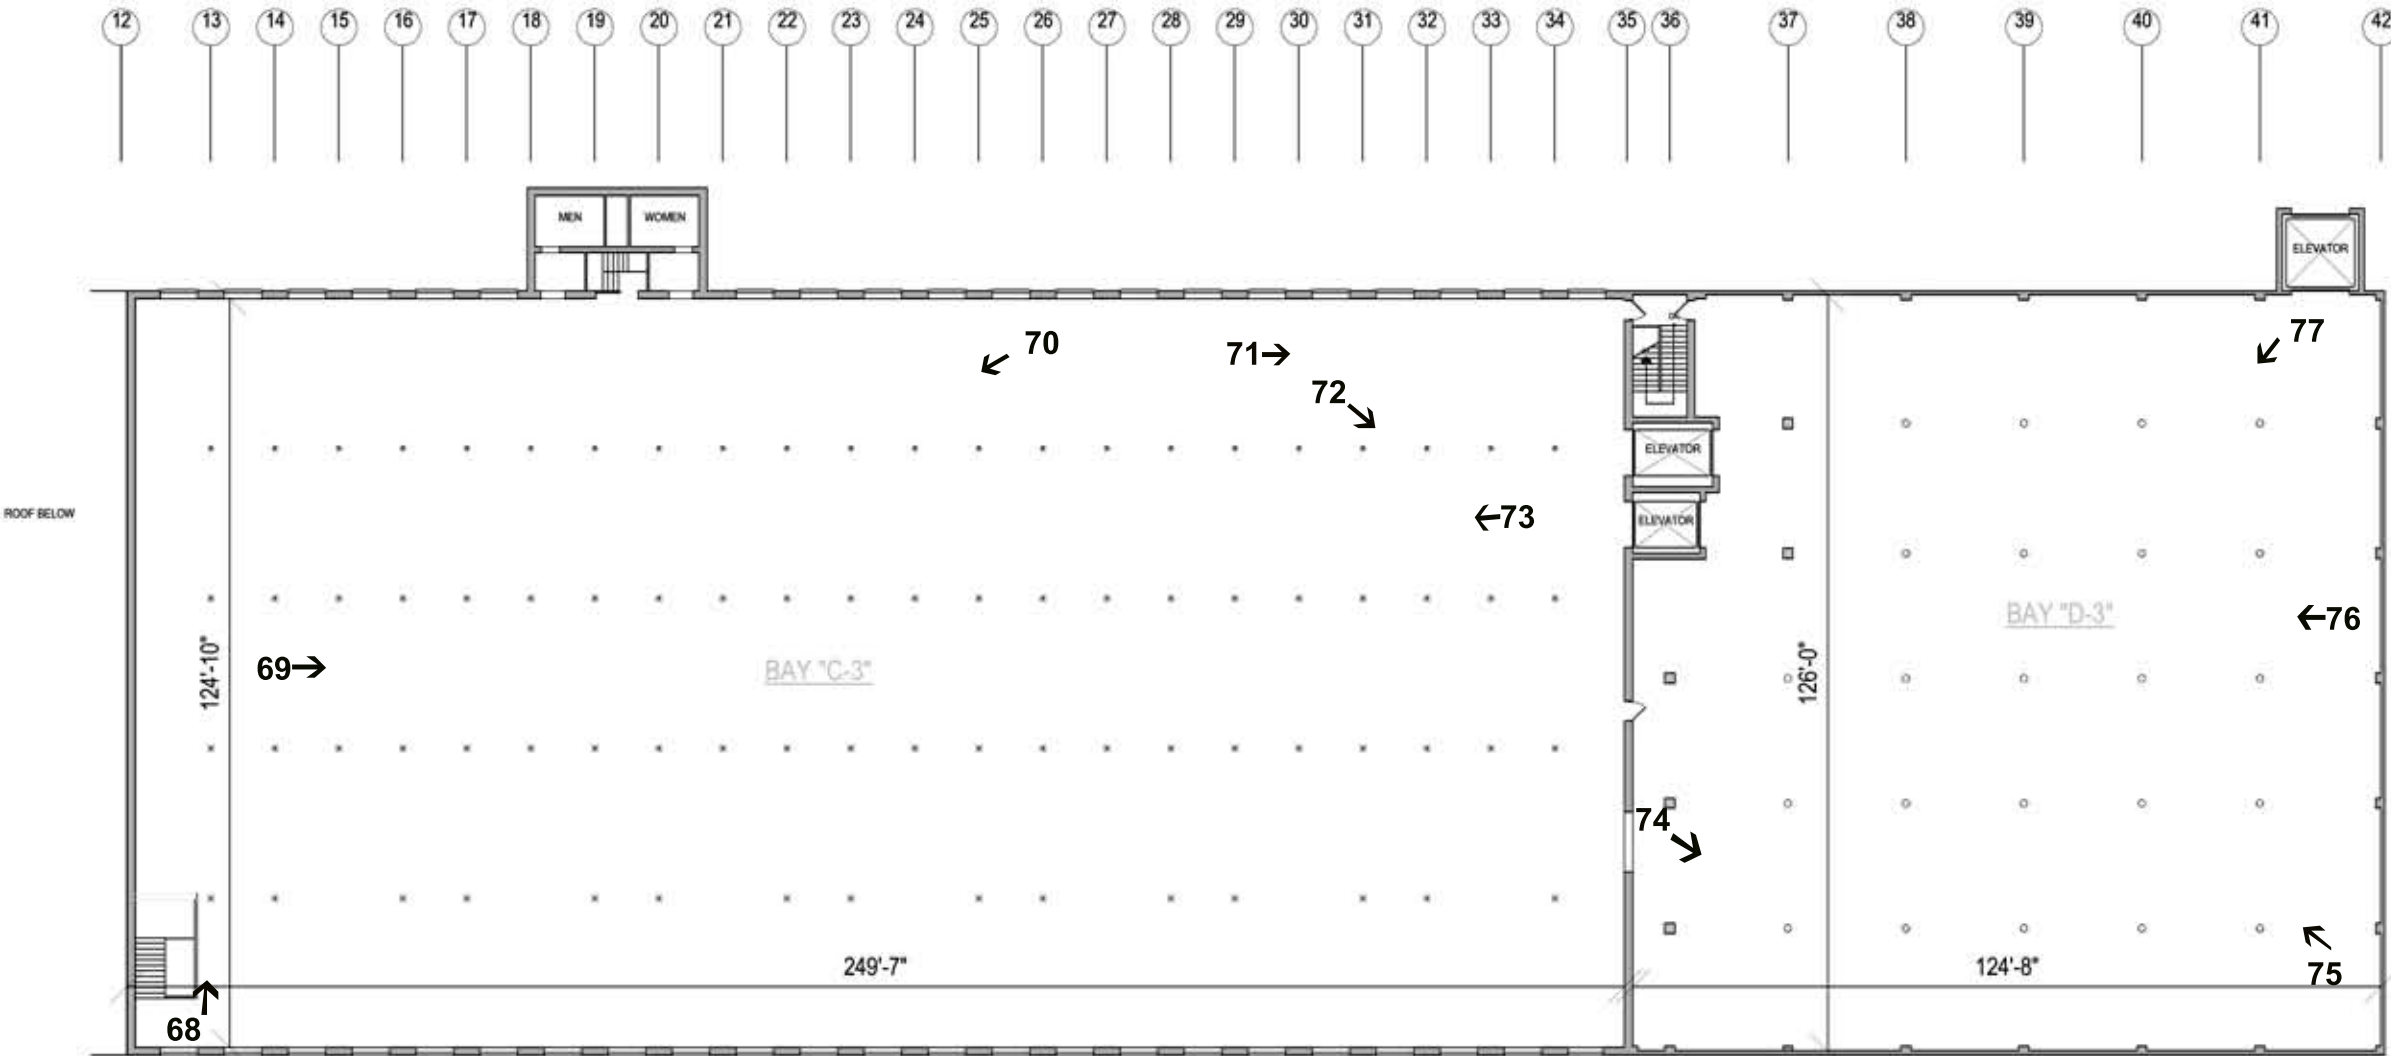 12 13 14 15 16 17 18 19 20 21 22 23 24 25 26 27 28 29 30 31 32 33 34 35 36 37 38 39 40 41 42
MEN WOMEN
ELEVATOR
70
71
77
72
ELEVATOR
ROOF BELOW
73
ELEVATOR
BAY "D-3"
76
69
124'-10"
BAY "C-3"
126'-0"
74
249'-7"
124'-8"
75
68